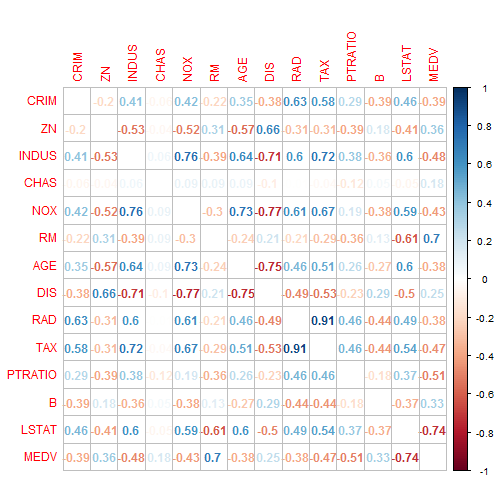 CRIM ZN INDUS CHAS NOX RM AGE DIS RAD TAX PTRATIO B LSTAT MEDV
CRIM -0.2 0.41 0.42 -0.22 0.35 -0.38 0.63 0.58 0.29 -0.39 0.46 -0.39
ZN -0.2 -0.53 -0.52 0.31 -0.57 0.66 -0.31 -0.31 -0.39 0.18 -0.41 0.36
INDUS 0.41 -0.53 0.06 0.76 -0.39 0.64 -0.71 0.6 0.72 0.38 -0.36 0.6 -0.48
CHAS 0.06 0.09 0.09 0.09 -0.1 -0.12 0.18
NOX 0.42 -0.52 0.76 0.09 -0.3 0.73 -0.77 0.61 0.67 0.19 -0.38 0.59 -0.43
RM -0.22 0.31 -0.39 0.09 -0.3 -0.24 0.21 -0.21 -0.29 -0.36 0.13 -0.61 0.7
AGE 0.35 -0.57 0.64 0.09 0.73 -0.24 -0.75 0.46 0.51 0.26 -0.27 0.6 -0.38
DIS -0.38 0.66 -0.71 -0.1 -0.77 0.21 -0.75 -0.49 -0.53 -0.23 0.29 -0.5 0.25
RAD 0.63 -0.31 0.6 0.61 -0.21 0.46 -0.49 0.91 0.46 -0.44 0.49 -0.38
TAX 0.58 -0.31 0.72 0.67 -0.29 0.51 -0.53 0.91 0.46 -0.44 0.54 -0.47
PTRATIO 0.29 -0.39 0.38 -0.12 0.19 -0.36 0.26 -0.23 0.46 0.46 -0.18 0.37 -0.51
B -0.39 0.18 -0.36 -0.38 0.13 -0.27 0.29 -0.44 -0.44 -0.18 -0.37 0.33
LSTAT 0.46 -0.41 0.6 0.59 -0.61 0.6 -0.5 0.49 0.54 0.37 -0.37 -0.74
MEDV -0.39 0.36 -0.48 0.18 -0.43 0.7 -0.38 0.25 -0.38 -0.47 -0.51 0.33 -0.74
1
0.8
0.6
0.4
0.2
0
-0.2
-0.4
-0.6
-0.8
-1